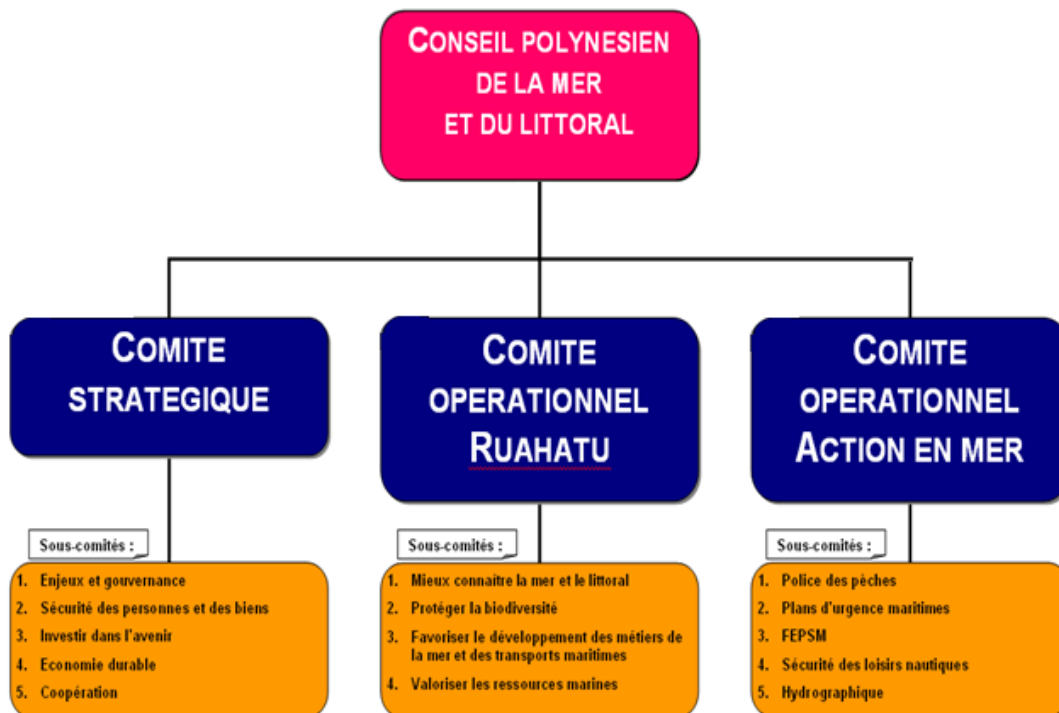 CONSEIL POLYNESIEN
DE LA MER
ET DU LITTORAL
COMITE
STRATEGIQUE
COMITE
OPERATIONNEL
RUAHATU
COMITE
OPERATIONNEL
ACTION EN MER
Sous-comités :
1. Enjeux et gouvernance
2. Sécurité des personnes et des biens
3. Investir dans l'avenir
4. Economie durable
5. Coopération
Sous-comités :
1. Mieux connaître la mer et le littoral
2. Protéger la biodiversité
3. Favoriser le développement des métiers de
la mer et des transports maritimes
4. Valoriser les ressources marines
Sous-comités :
1. Police des pêches
2. Plans d'urgence maritimes
3. FEPSM
4. Sécurité des loisirs nautiques
5. Hydrographique